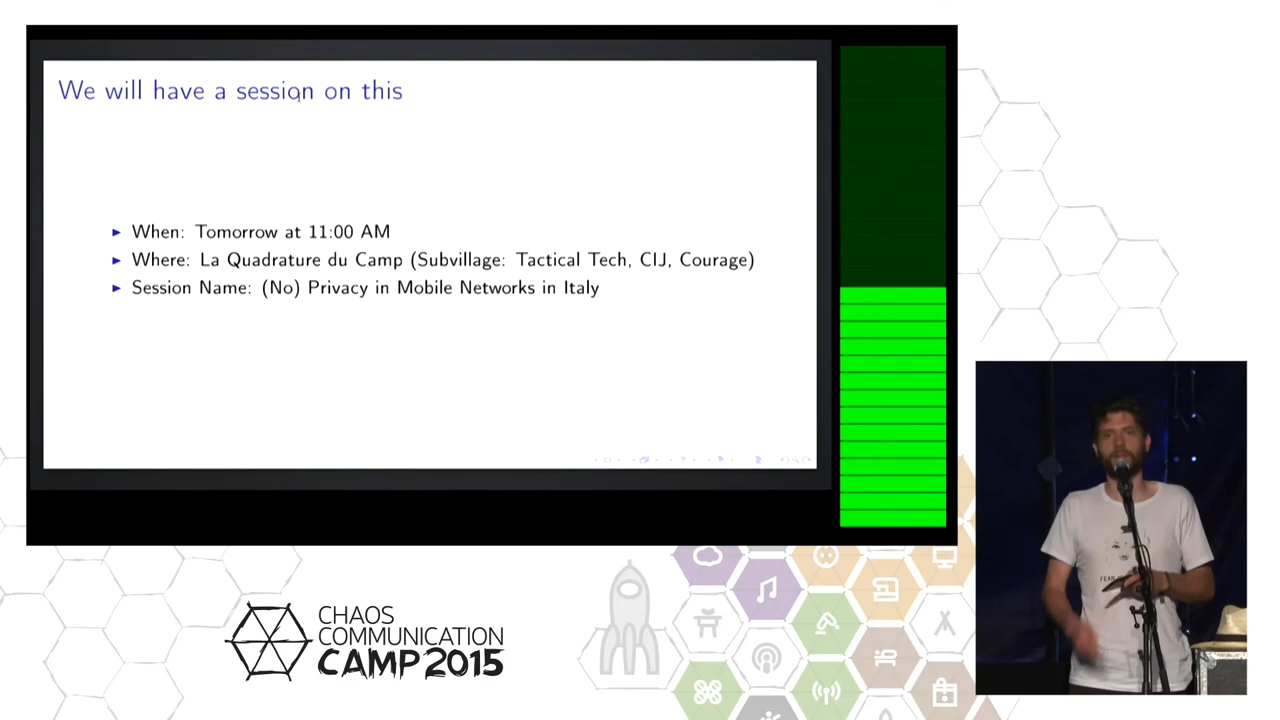 We will have a session on this
▶ When: Tomorrow at 11:00 AM
▶ Where: La Quadrature du Camp (Subvillage: Tactical Tech, CIJ, Courage)
▶ Session Name: (No) Privacy in Mobile Networks in Italy
CHAOS
COMMUNICATION
CAMP 2015
FEAR